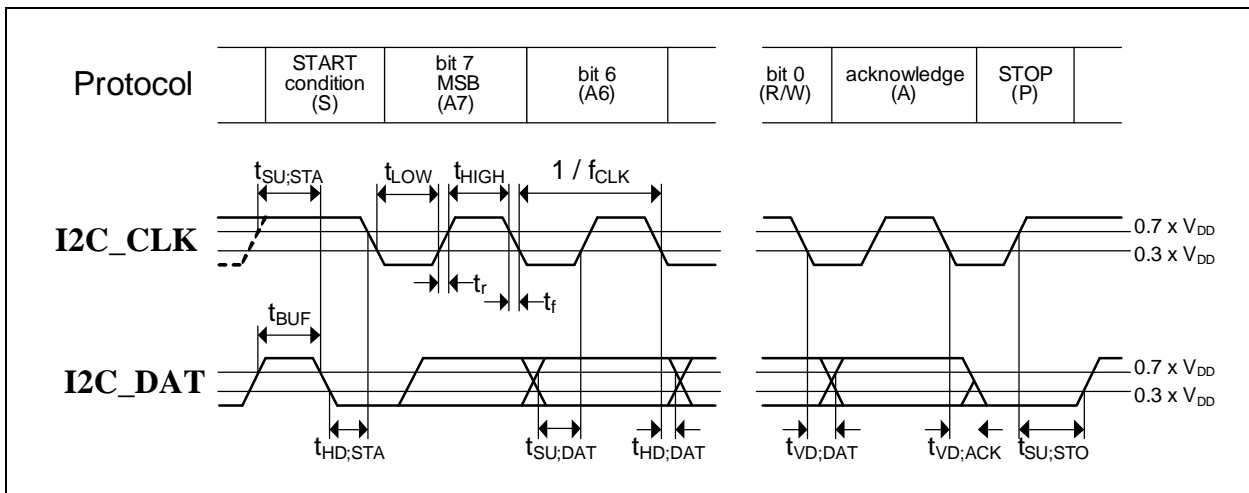 Protocol
START
condition
(S)
bit 7
MSB
(A7)
bit 6
(A6)
bit 0
(R/W)
acknowledge
(A)
STOP
(P)
tSU;STA
tLOW
tHIGH
1 / fCLK
I2C_CLK
0.7 x VDD
0.3 x VDD
tr
tf
tBUF
I2C_DAT
0.7 x VDD
0.3 x VDD
tHD;STA
tSU;DAT
tHD;DAT
tVD;DAT
tVD;ACK
tSU;STO